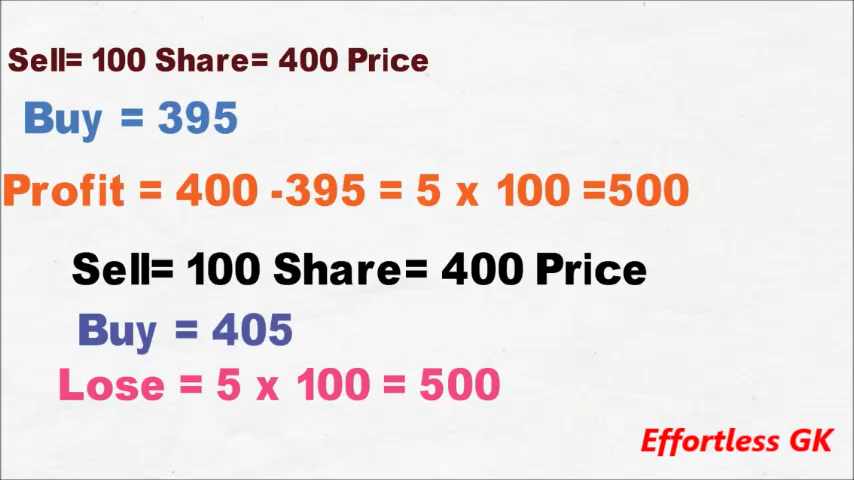 Sell= 100 Share= 400 Price
Buy = 395
Profit = 400 -395 = 5 x 100 =500
Sell= 100 Share= 400 Price
Buy = 405
Lose = 5 x 100 = 500
Effortless GK